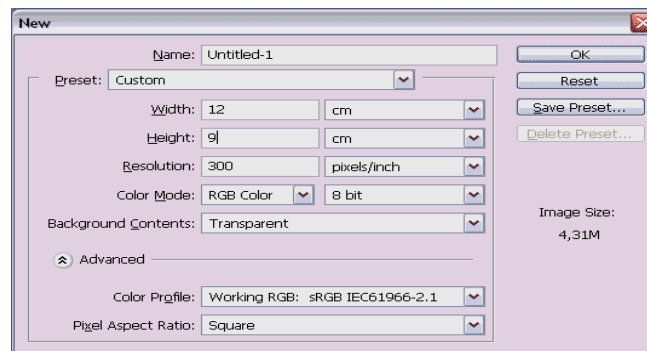 New
Name: Untitled-1 OK
Preset: Custom Reset
Width: 12 cm Save Preset...
Height: 9 cm Delete Preset...
Resolution: 300 pixels/inch
Color Mode: RGB Color 8 bit
Background Contents: Transparent
Image Size:
4,31M
Advanced
Color Profile: Working RGB: sRGB IEC61966-2.1
Pixel Aspect Ratio: Square